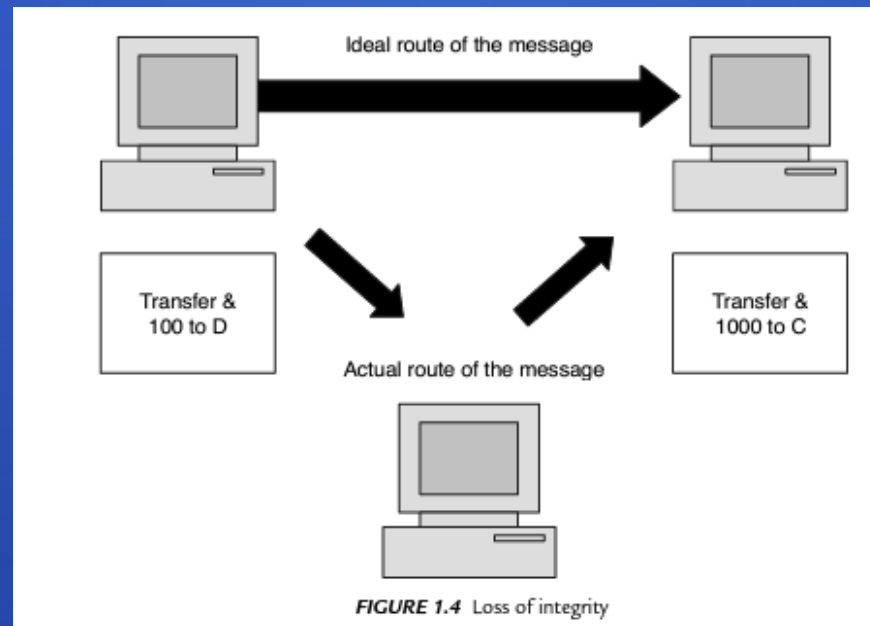 Ideal route of the message
Transfer &
100 to D
Transfer &
1000 to C
Actual route of the message
FIGURE 1.4 Loss of integrity